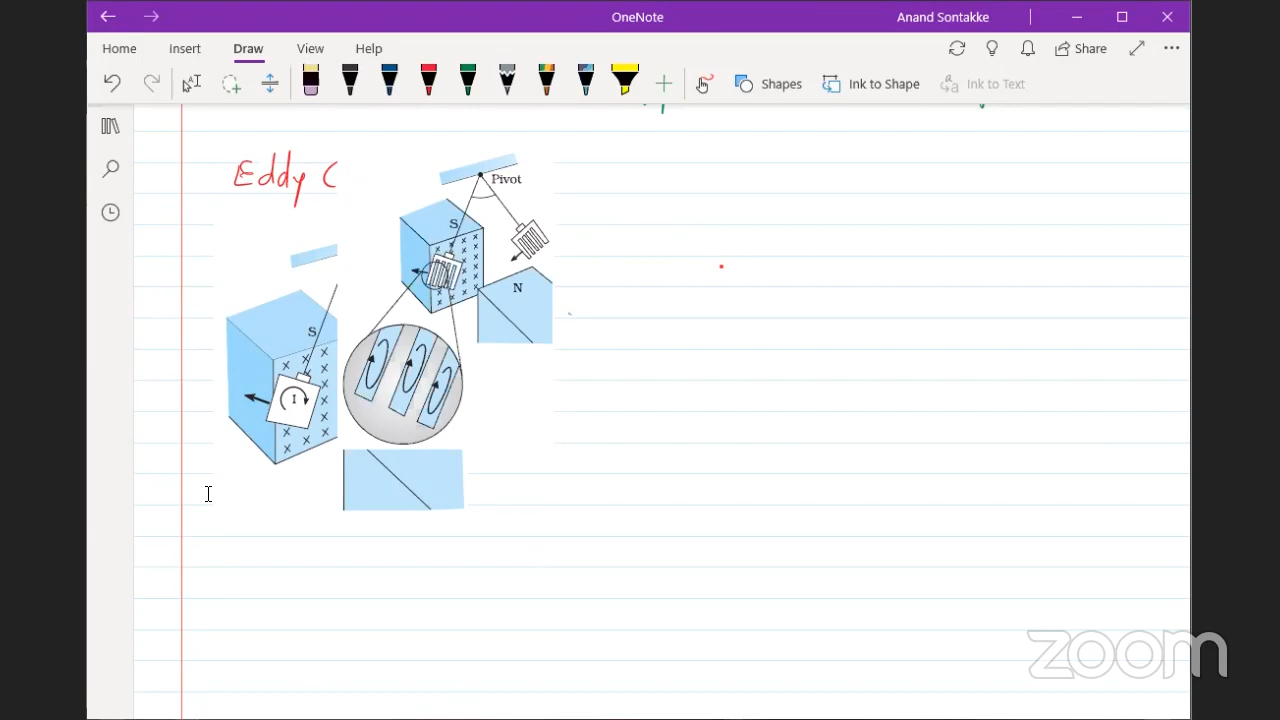 OneNote
Anand Sontakke
Home Insert Draw View Help
Share
Shapes
Ink to Shape
Ink to Text
Eddy C
Pivot
S
N
S
I
zoom